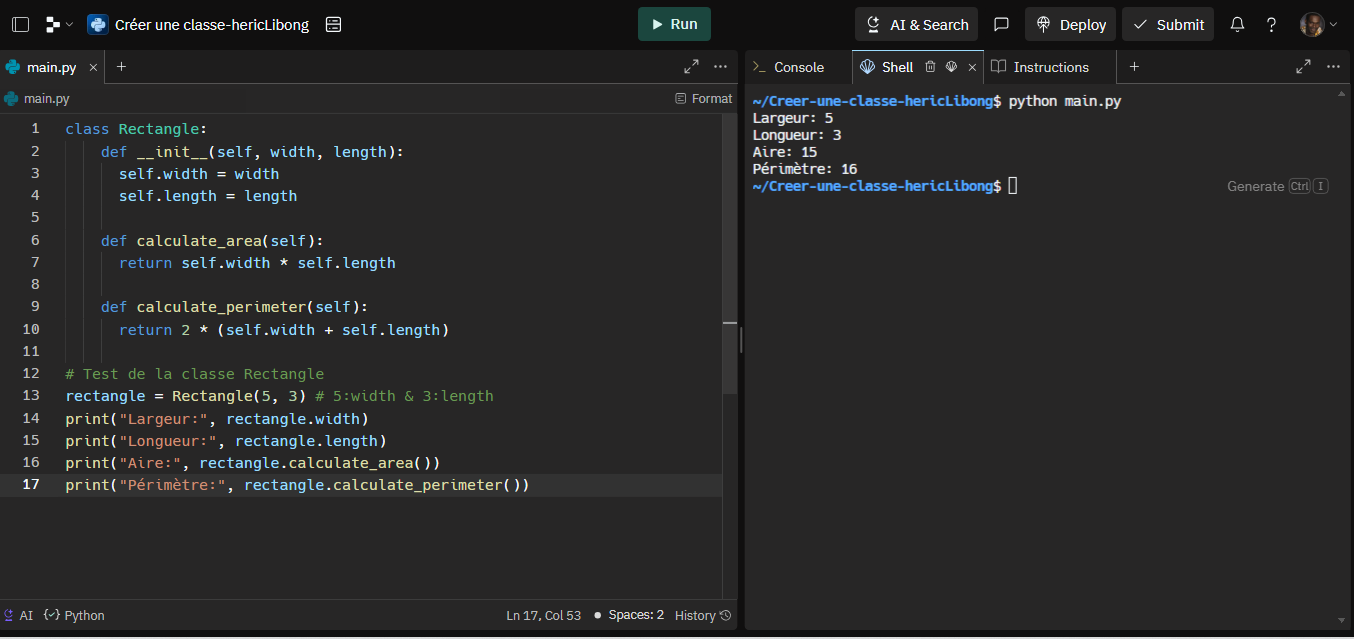 Créer une classe-hericLibong
Run
AI & Search
Deploy
Submit
main.py
main.py
Format
1 class Rectangle:
2 def __init__(self, width, length):
3 self.width = width
4 self.length = length
5
6 def calculate_area(self):
7 return self.width * self.length
8
9 def calculate_perimeter(self):
10 return 2 * (self.width + self.length)
11
12 # Test de la classe Rectangle
13 rectangle = Rectangle(5, 3) # 5:width & 3:length
14 print("Largeur:", rectangle.width)
15 print("Longueur:", rectangle.length)
16 print("Aire:", rectangle.calculate_area())
17 print("Périmètre:", rectangle.calculate_perimeter())
AI Python Ln 17, Col 53 Spaces: 2 History
Console Shell Instructions
~/Creer-une-classe-hericLibong$ python main.py
Largeur: 5
Longueur: 3
Aire: 15
Périmètre: 16
~/Creer-une-classe-hericLibong$
Generate Ctrl I